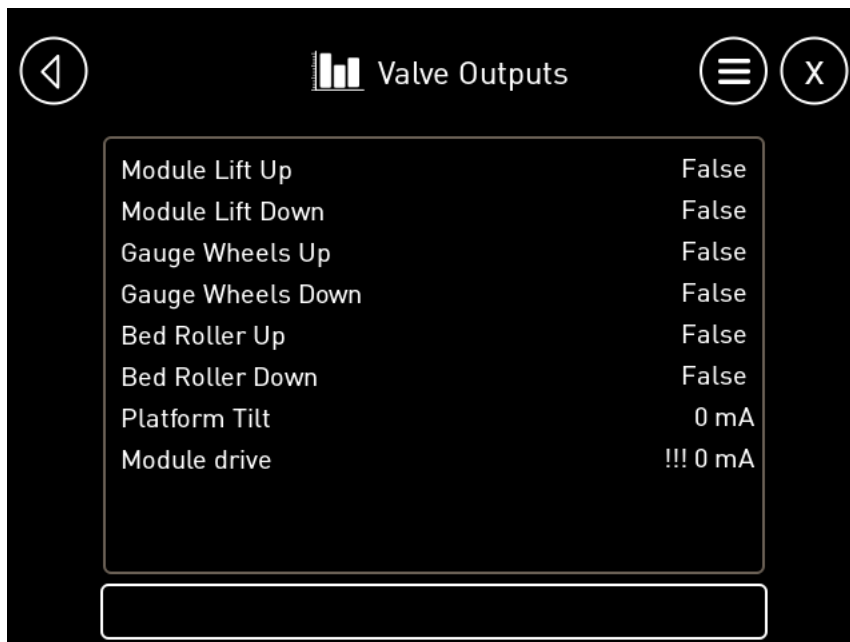 Valve Outputs
X
Module Lift Up False
Module Lift Down False
Gauge Wheels Up False
Gauge Wheels Down False
Bed Roller Up False
Bed Roller Down False
Platform Tilt 0 mA
Module drive !!! 0 mA